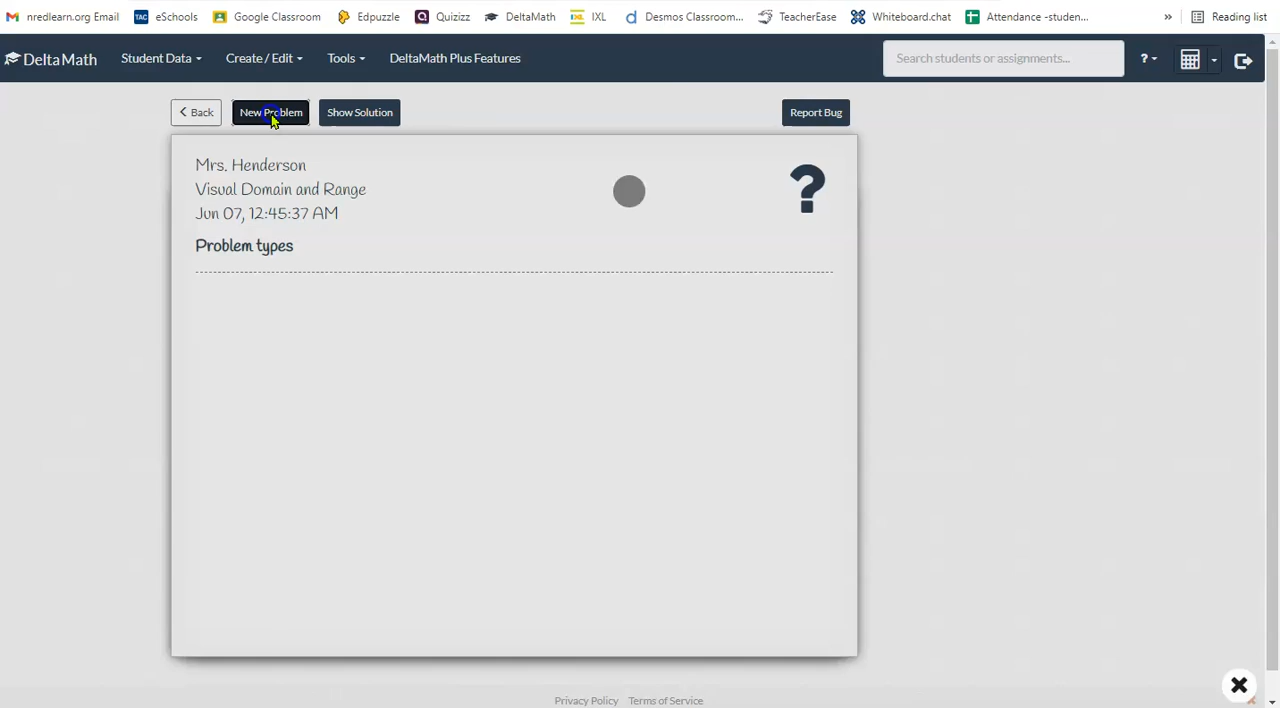 nredlearn.org Email TAC eSchools Google Classroom Edpuzzle Q Quizizz DeltaMath IXL IXL d Desmos Classroom... TeacherEase Whiteboard.chat Attendance -studen... » Reading list
DeltaMath Student Data Create / Edit Tools DeltaMath Plus Features Search students or assignments... ?
Back New Problem Show Solution Report Bug
Mrs. Henderson
Visual Domain and Range
Jun 07, 12:45:37 AM
?
Problem types
Privacy Policy Terms of Service